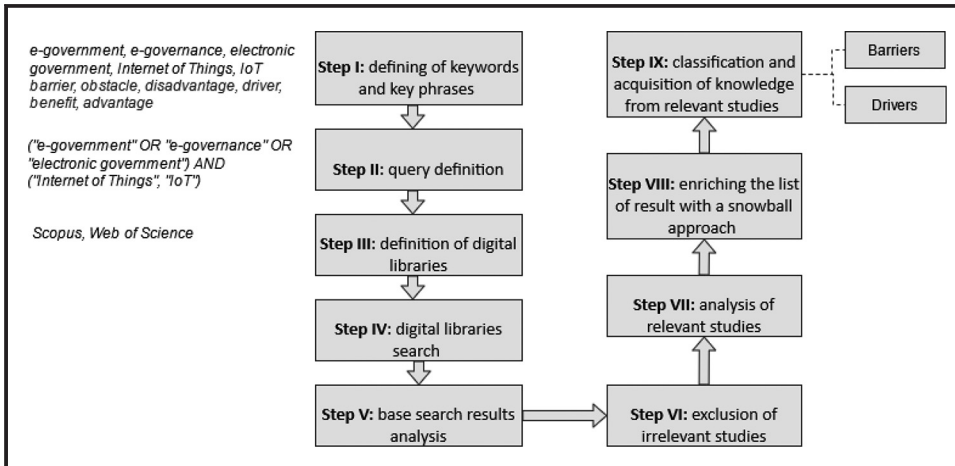 e-government, e-governance, electronic
government, Internet of Things, IoT
barrier, obstacle, disadvantage, driver,
benefit, advantage
("e-government" OR "e-governance" OR
"electronic government") AND
("Internet of Things", "IoT")
Scopus, Web of Science
Step I: defining of keywords
and key phrases
Step II: query definition
Step III: definition of digital
libraries
Step IV: digital libraries
search
Step V: base search results
analysis
Step VI: exclusion of
irrelevant studies
Step VII: analysis of
relevant studies
Step VIII: enriching the list
of result with a snowball
approach
Step IX: classification and
acquisition of knowledge
from relevant studies
Barriers
Drivers